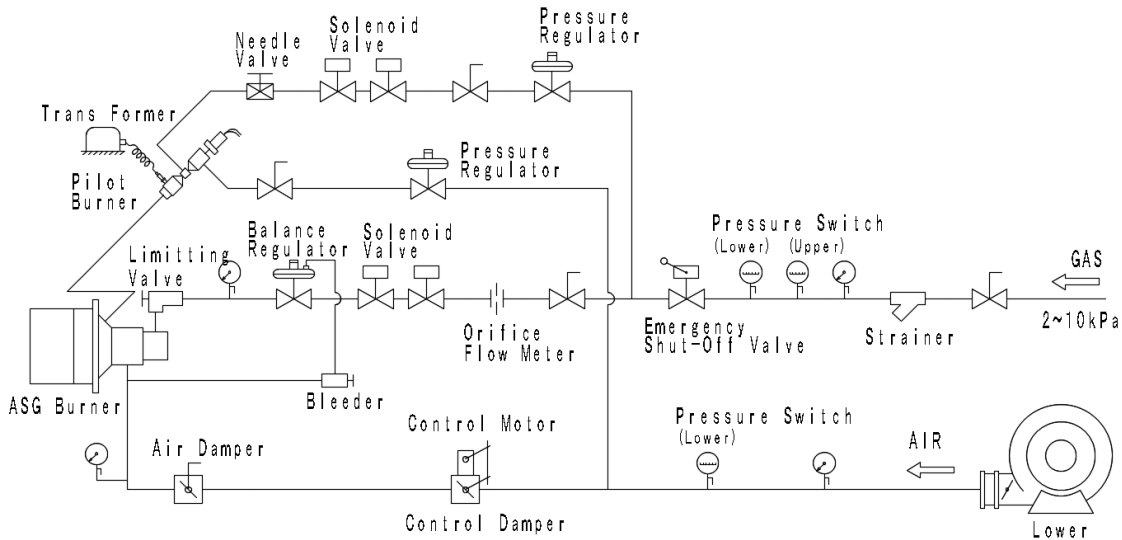 Pressure
Regulator
Needle
Valve
Solenoid
Valve
Trans Former
Pressure
Regulator
Pilot
Burner
Balance
Regulator
Solenoid
Valve
Pressure Switch
(Lower) (Upper)
Limitting
Valve
GAS
2~10kPa
Emergency
Shut-Off Valve
Strainer
Orifice
Flow Meter
ASG Burner
Bleeder
Pressure Switch
(Lower)
Control Motor
Air Damper
AIR
Control Damper
Lower